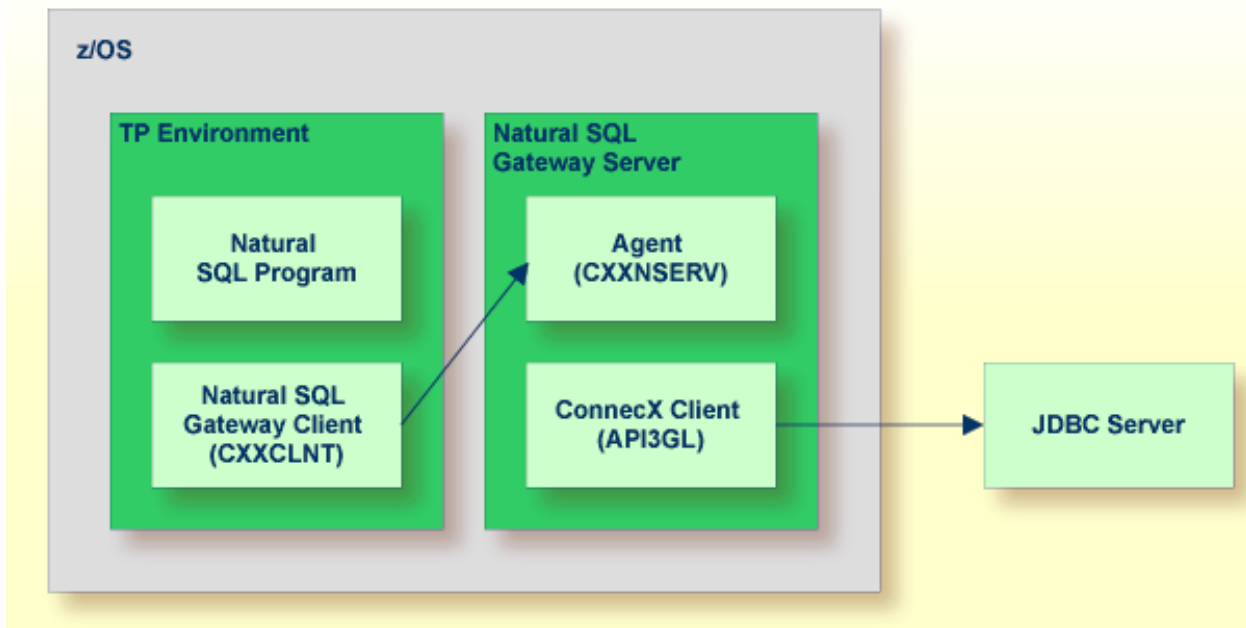 z/OS
TP Environment
Natural
SQL Program
Natural SQL
Gateway Client
(CXXCLNT)
Natural SQL
Gateway Server
Agent
(CXXNSERV)
ConnecX Client
(API3GL)
JDBC Server